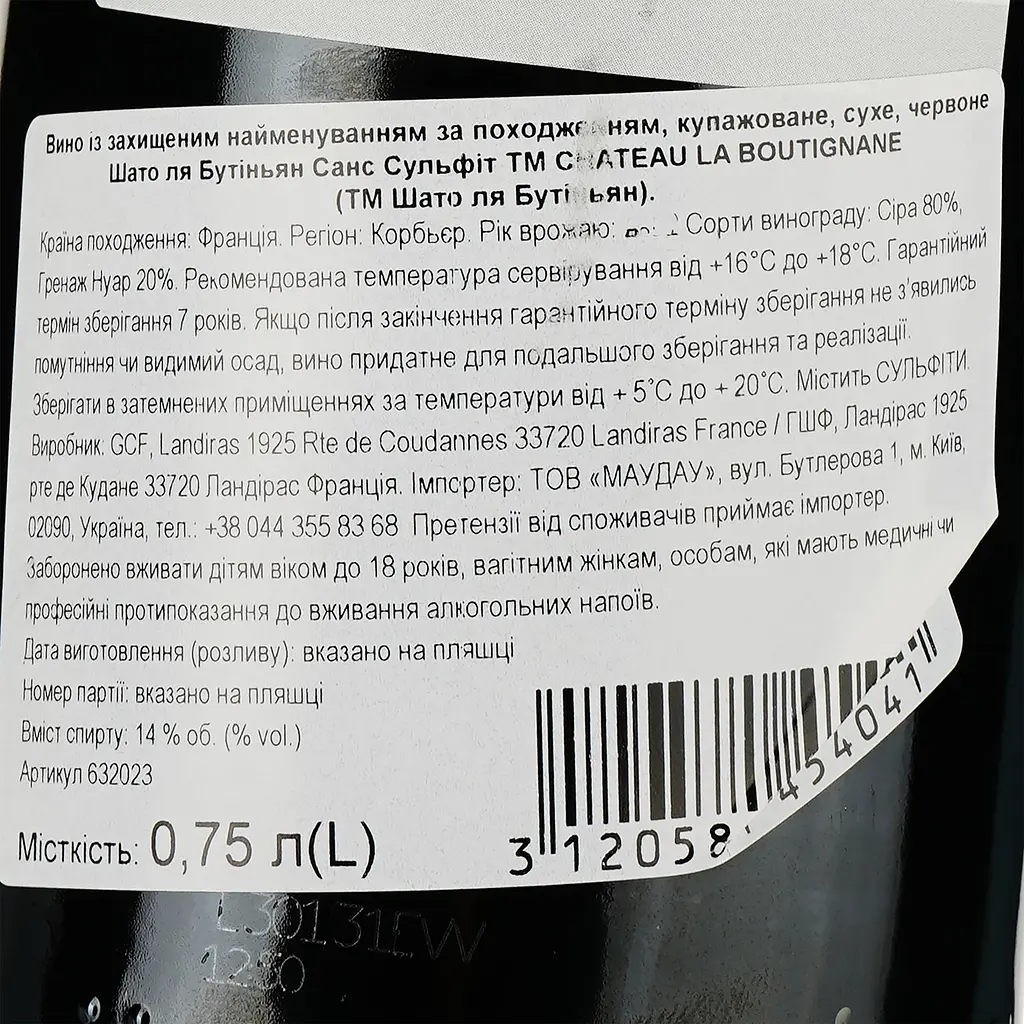 Вино із захищеним найменуванням за походженням, купажоване, сухе, червоне
Шато ля Бутіньян Санс Сульфіт ТМ CHATEAU LA BOUTIGNANE
(ТМ Шато ля Бутіньян).
Країна походження: Франція. Регіон: Корбьєр. Рік врожаю: Сорти винограду: Сіра 80%,
Гренаж Нуар 20%. Рекомендована температура сервірування від +16°C до +18°C. Гарантійний
термін зберігання 7 років. Якщо після закінчення гарантійного терміну зберігання не з'явились
помутніння чи видимий осад, вино придатне для подальшого зберігання та реалізації.
Зберігати в затемнених приміщеннях за температури від + 5°C до + 20°C. Містить СУЛЬФІТИ.
Виробник: GCF, Landiras 1925 Rte de Coudannes 33720 Landiras France / ГШФ, Ландірас 1925
рте де Кудане 33720 Ландірас Франція. Імпортер: ТОВ «МАУДАУ», вул. Бутлерова 1, м. Київ,
02090, Україна, тел.: +38 044 355 83 68 Претензії від споживачів приймає імпортер.
Заборонено вживати дітям віком до 18 років, вагітним жінкам, особам, які мають медичні чи
професійні протипоказання до вживання алкогольних напоїв.
Дата виготовлення (розливу): вказано на пляшці
Номер партії: вказано на пляшці
Вміст спирту: 14 % об. (% vol.)
Артикул 632023
Місткість: 0,75 л(L)
3 12058 454041
L30131EW